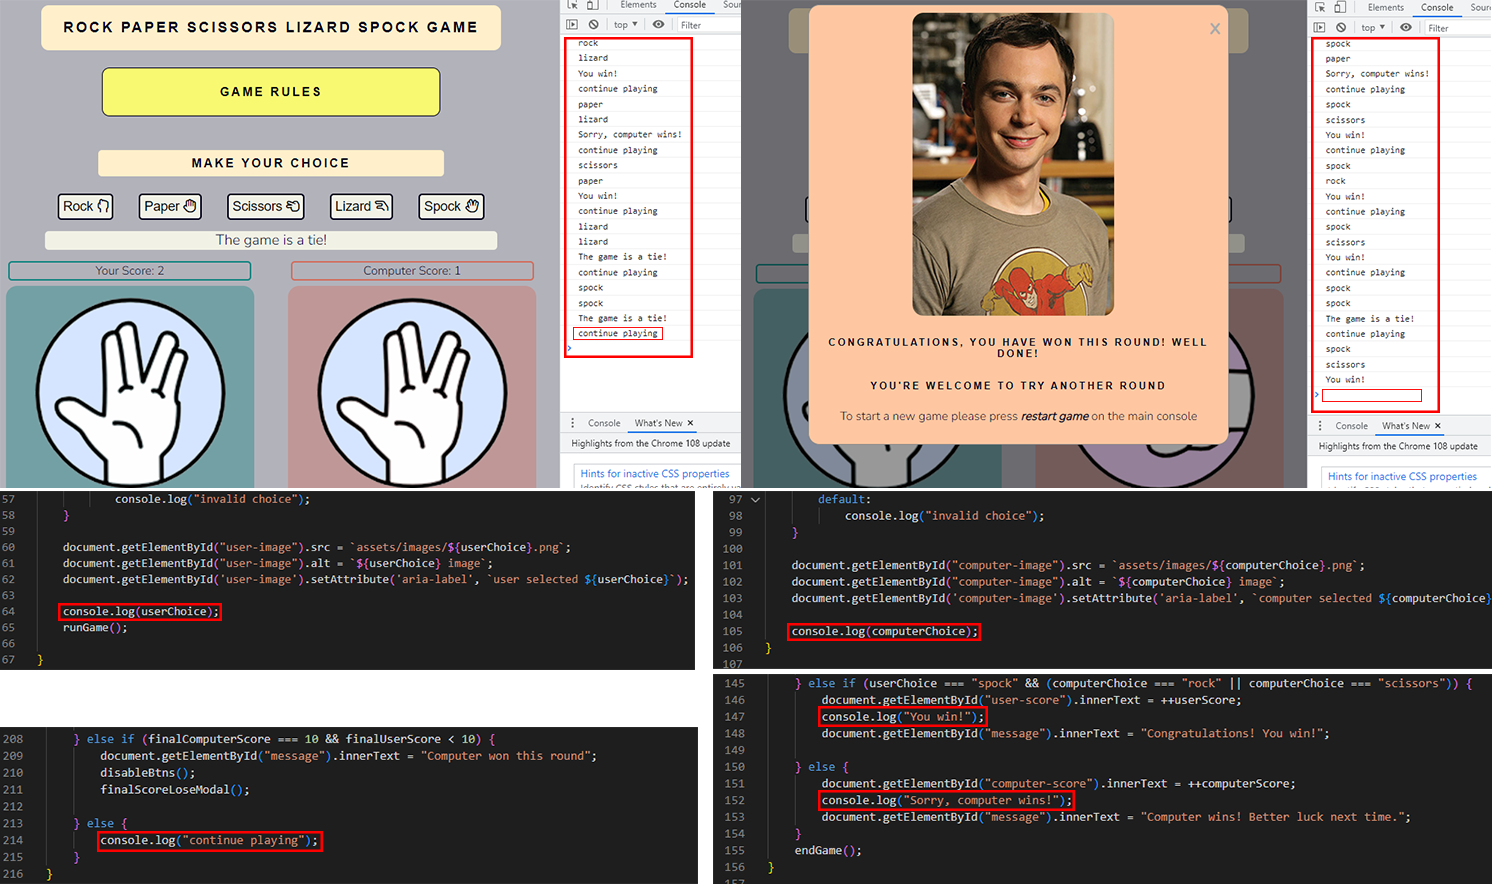 ROCK PAPER SCISSORS LIZARD SPOCK GAME
GAME RULES
MAKE YOUR CHOICE
Rock
Paper
Scissors
Lizard
Spock
The game is a tie!
Your Score: 2
Computer Score: 1
Elements
Console
Sou
top ▼
Filter
rock
lizard
You win!
continue playing
paper
lizard
Sorry, computer wins!
continue playing
scissors
paper
You win!
continue playing
lizard
lizard
The game is a tie!
continue playing
spock
spock
The game is a tie!
continue playing
>
Console
What's New ×
Highlights from the Chrome 108 update
Hints for inactive CSS properties
x
CONGRATULATIONS, YOU HAVE WON THIS ROUND! WELL
DONE!
YOU'RE WELCOME TO TRY ANOTHER ROUND
To start a new game please press restart game on the main console
Elements
Console
Sour
top ▼
Filter
spock
paper
Sorry, computer wins!
continue playing
spock
scissors
You win!
continue playing
spock
rock
You win!
continue playing
spock
scissors
You win!
continue playing
spock
spock
The game is a tie!
continue playing
spock
scissors
You win!
>
Console
What's New ×
Highlights from the Chrome 108 update
Hints for inactive CSS properties
57 console.log("invalid choice");
58 }
59
60 document.getElementById("user-image").src = `assets/images/${userChoice}.png`;
61 document.getElementById("user-image").alt = `${userChoice} image`;
62 document.getElementById('user-image').setAttribute('aria-label', `user selected ${userChoice}`);
63
64 console.log(userChoice);
65 runGame();
66
67 }
97 default:
98 console.log("invalid choice");
99 }
100
101 document.getElementById("computer-image").src = `assets/images/${computerChoice}.png`;
102 document.getElementById("computer-image").alt = `${computerChoice} image`;
103 document.getElementById('computer-image').setAttribute('aria-label', `computer selected ${computerChoice}
104
105 console.log(computerChoice);
106 }
107
145 } else if (userChoice === "spock" && (computerChoice === "rock" || computerChoice === "scissors")) {
146 document.getElementById("user-score").innerText = ++userScore;
147 console.log("You win!");
148 document.getElementById("message").innerText = "Congratulations! You win!";
149
150 } else {
151 document.getElementById("computer-score").innerText = ++computerScore;
152 console.log("Sorry, computer wins!");
153 document.getElementById("message").innerText = "Computer wins! Better luck next time.";
154 }
155 endGame();
156 }
157
208 } else if (finalComputerScore === 10 && finalUserScore < 10) {
209 document.getElementById("message").innerText = "Computer won this round";
210 disableBtns();
211 finalScoreLoseModal();
212
213 } else {
214 console.log("continue playing");
215 }
216 }